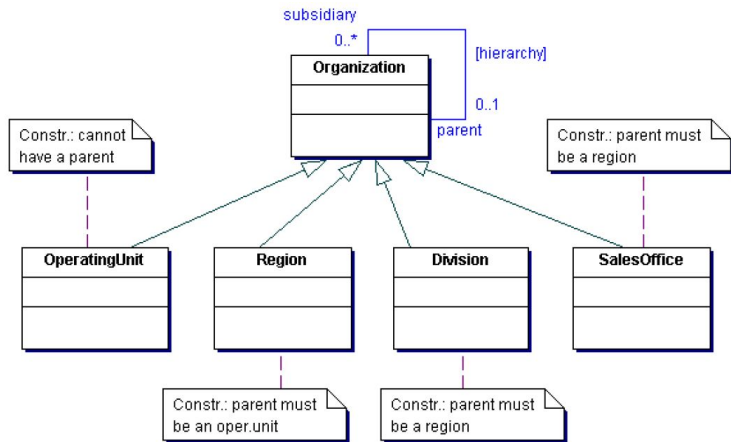 subsidiary
0..*
Organization
[hierarchy]
0..1
parent
Constr.: cannot
have a parent
Constr.: parent must
be a region
OperatingUnit
Region
Division
SalesOffice
Constr.: parent must
be an oper.unit
Constr.: parent must
be a region